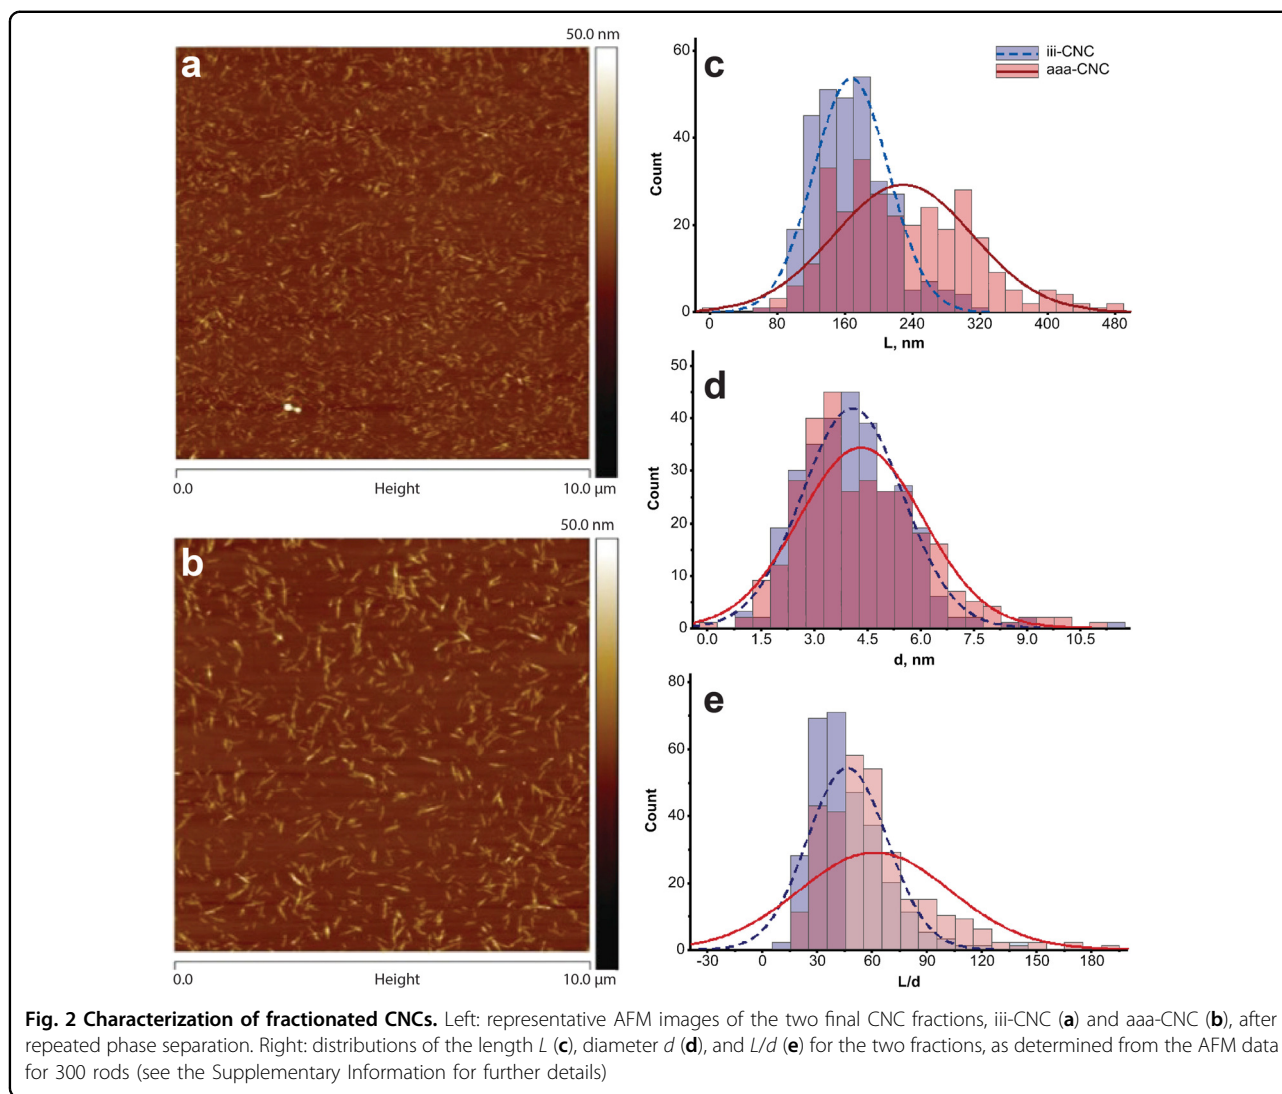 50.0 nm
a
0.0 Height 10.0 µm
50.0 nm
b
0.0 Height 10.0 µm
c
iii-CNC
aaa-CNC
60
40
20
0
Count
0 80 160 240 320 400 480
L, nm
d
50
40
30
20
10
0
Count
0.0 1.5 3.0 4.5 6.0 7.5 9.0 10.5
d, nm
e
80
60
40
20
0
Count
-30 0 30 60 90 120 150 180
L/d
Fig. 2 Characterization of fractionated CNCs. Left: representative AFM images of the two final CNC fractions, iii-CNC (a) and aaa-CNC (b), after
repeated phase separation. Right: distributions of the length L (c), diameter d (d), and L/d (e) for the two fractions, as determined from the AFM data
for 300 rods (see the Supplementary Information for further details)